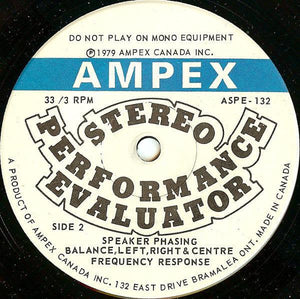 DO NOT PLAY ON MONO EQUIPMENT
℗1979 AMPEX CANADA INC.
AMPEX
33 /3 RPM
ASPE-132
STEREO
PERFORMANCE
EVALUATOR
SIDE 2
SPEAKER PHASING
BALANCE,LEFT,RIGHT & CENTRE
FREQUENCY RESPONSE
A PRODUCT OF AMPEX CANADA INC. 132 EAST DRIVE BRAMALEA ONT. MADE IN CANADA